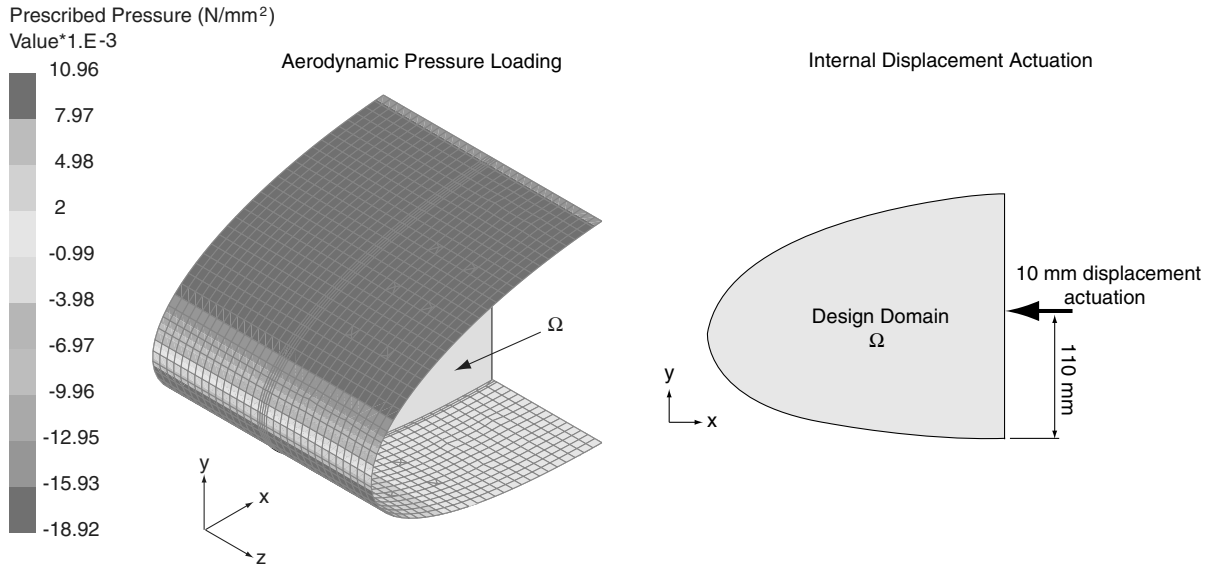 Prescribed Pressure (N/mm²)
Value*1.E-3
10.96
7.97
4.98
2
-0.99
-3.98
-6.97
-9.96
-12.95
-15.93
-18.92
Aerodynamic Pressure Loading
Ω
y
x
z
Internal Displacement Actuation
10 mm displacement
actuation
Design Domain
Ω
110 mm
y
x